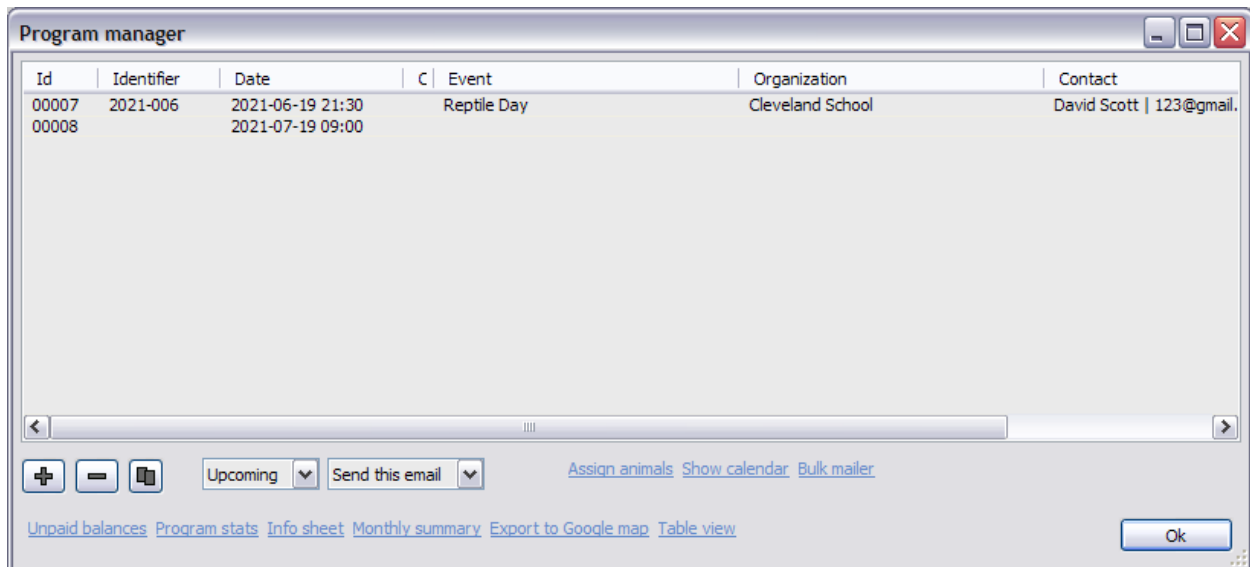 Program manager
Id Identifier Date C Event Organization Contact
00007 2021-006 2021-06-19 21:30 Reptile Day Cleveland School David Scott | 123@gmail.
00008 2021-07-19 09:00
Upcoming Send this email Assign animals Show calendar Bulk mailer
Unpaid balances Program stats Info sheet Monthly summary Export to Google map Table view Ok